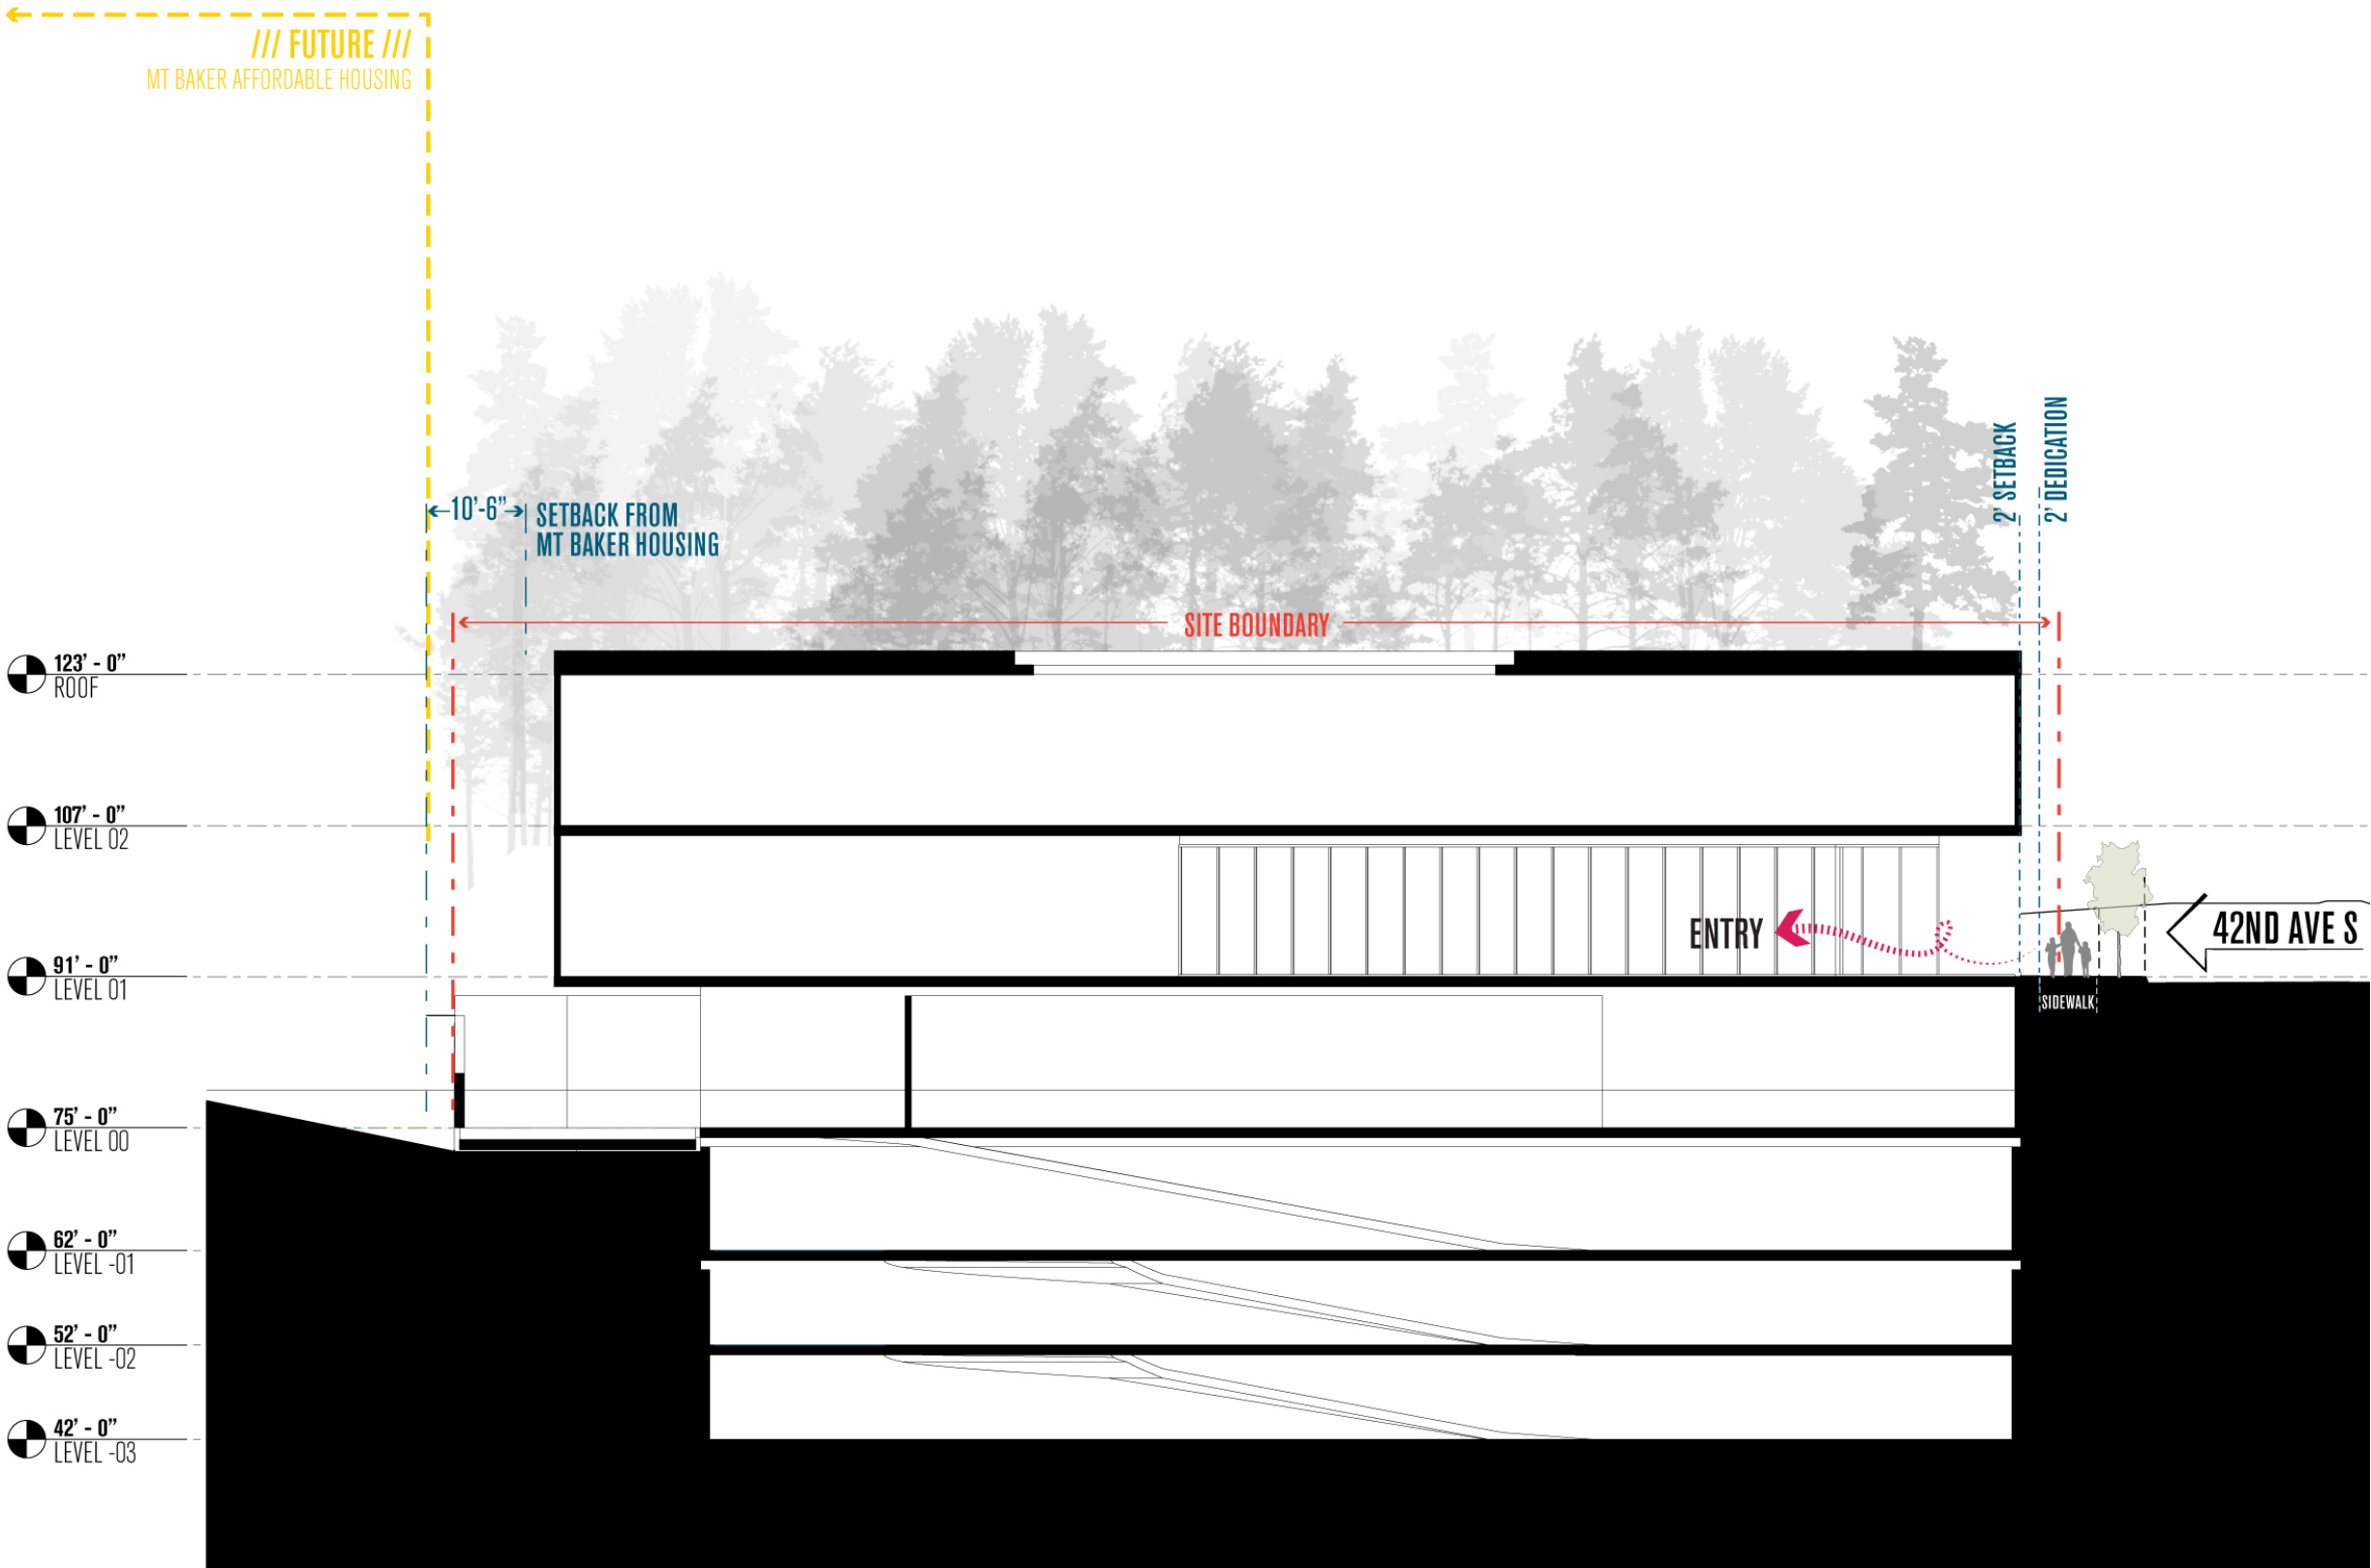 /// FUTURE ///
MT BAKER AFFORDABLE HOUSING
2' SETBACK
2' DEDICATION
10'-6”
SETBACK FROM
MT BAKER HOUSING
SITE BOUNDARY
123’ - 0”
ROOF
107’ - 0”
LEVEL 02
ENTRY
42ND AVE S
91’ - 0”
LEVEL 01
SIDEWALK
75’ - 0”
LEVEL 00
62’ - 0”
LEVEL -01
52’ - 0”
LEVEL -02
42’ - 0”
LEVEL -03